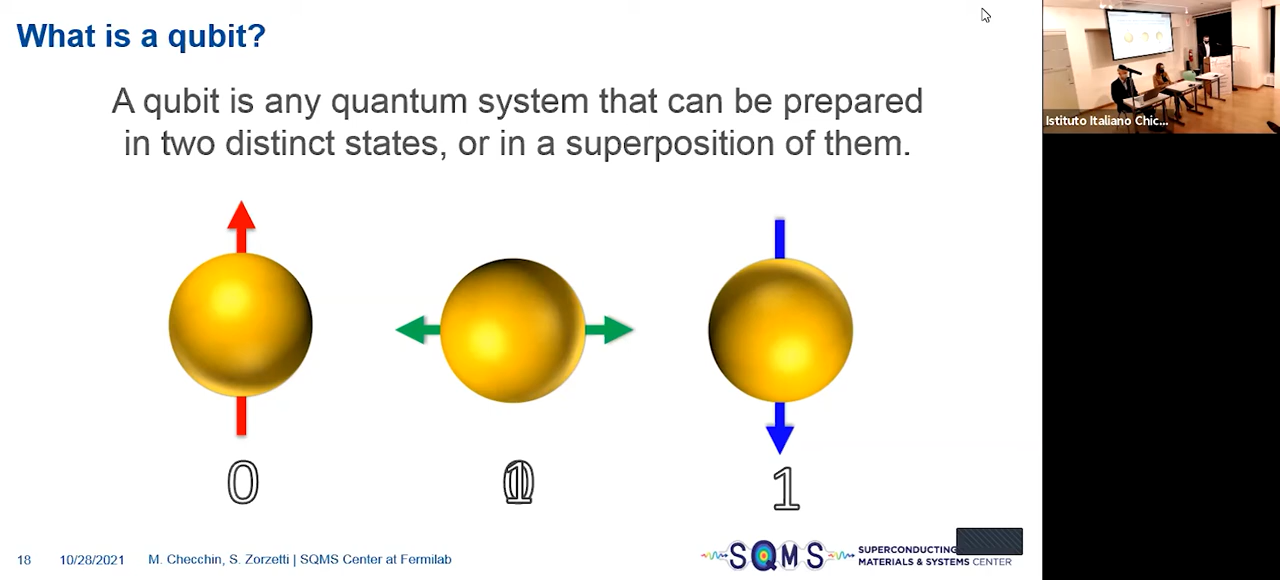 What is a qubit?
A qubit is any quantum system that can be prepared
in two distinct states, or in a superposition of them.
0
1
18 10/28/2021 M. Checchin, S. Zorzetti | SQMS Center at Fermilab
SQMS
SUPERCONDUCTING
MATERIALS & SYSTEMS CENTER
Istituto Italiano Chic...